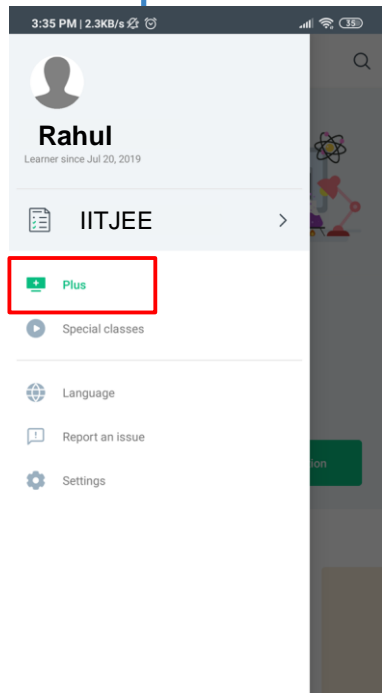 3:35 PM | 2.3KB/s
35
Rahul
Learner since Jul 20, 2019
IITJEE
Plus
Special classes
Language
Report an issue
Settings
ion